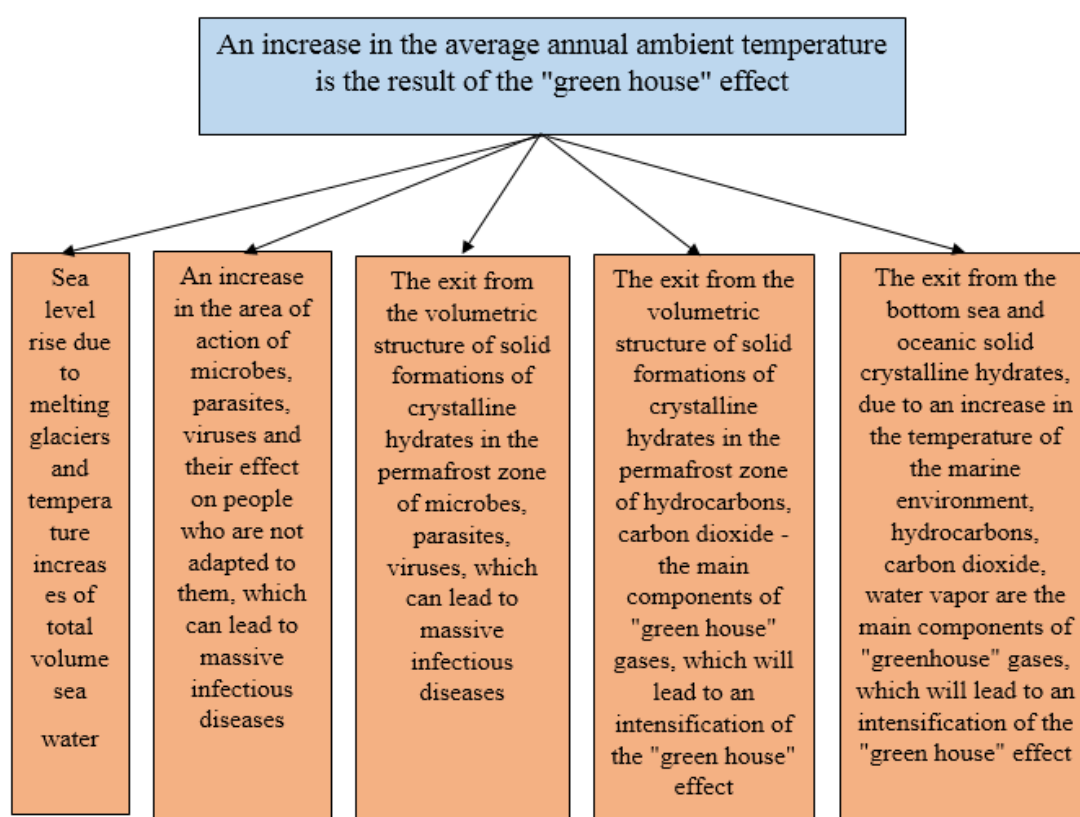 An increase in the average annual ambient temperature
is the result of the "green house" effect
Sea
level
rise due
to
melting
glaciers
and
tempera
ture
increas
es of
total
volume
sea
water
An increase
in the area of
action of
microbes,
parasites,
viruses and
their effect
on people
who are not
adapted to
them, which
can lead to
massive
infectious
diseases
The exit from
the volumetric
structure of solid
formations of
crystalline
hydrates in the
permafrost zone
of microbes,
parasites,
viruses, which
can lead to
massive
infectious
diseases
The exit from the
volumetric
structure of solid
formations of
crystalline
hydrates in the
permafrost zone
of hydrocarbons,
carbon dioxide -
the main
components of
"green house"
gases, which will
lead to an
intensification of
the "green house"
effect
The exit from the
bottom sea and
oceanic solid
crystalline hydrates,
due to an increase in
the temperature of
the marine
environment,
hydrocarbons,
carbon dioxide,
water vapor are the
main components of
"greenhouse" gases,
which will lead to an
intensification of the
"green house" effect